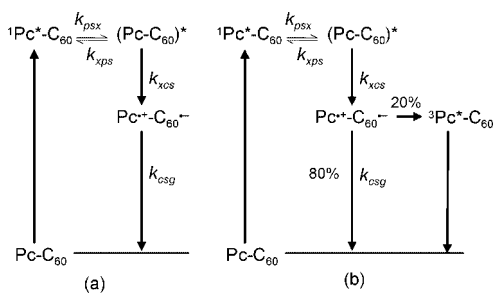 k_psx
¹Pc*-C₆₀ ⇌ (Pc-C₆₀)*
k_xps
k_xcs
Pc•⁺-C₆₀•⁻
k_csg
Pc-C₆₀
(a)
k_psx
¹Pc*-C₆₀ ⇌ (Pc-C₆₀)*
k_xps
k_xcs
20%
Pc•⁺-C₆₀•⁻ → ³Pc*-C₆₀
80% k_csg
Pc-C₆₀
(b)